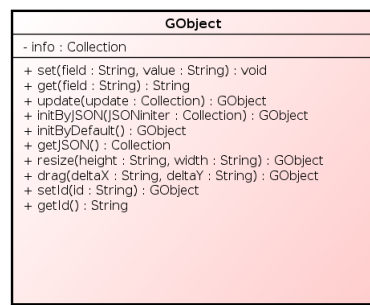 GObject
- info : Collection
+ set(field : String, value : String) : void
+ get(field : String) : String
+ update(update : Collection) : GObject
+ initByJSON(JSONiniter : Collection) : GObject
+ initByDefault() : GObject
+ getJSON() : Collection
+ resize(height : String, width : String) : GObject
+ drag(deltaX : String, deltaY : String) : GObject
+ setId(id : String) : GObject
+ getId() : String